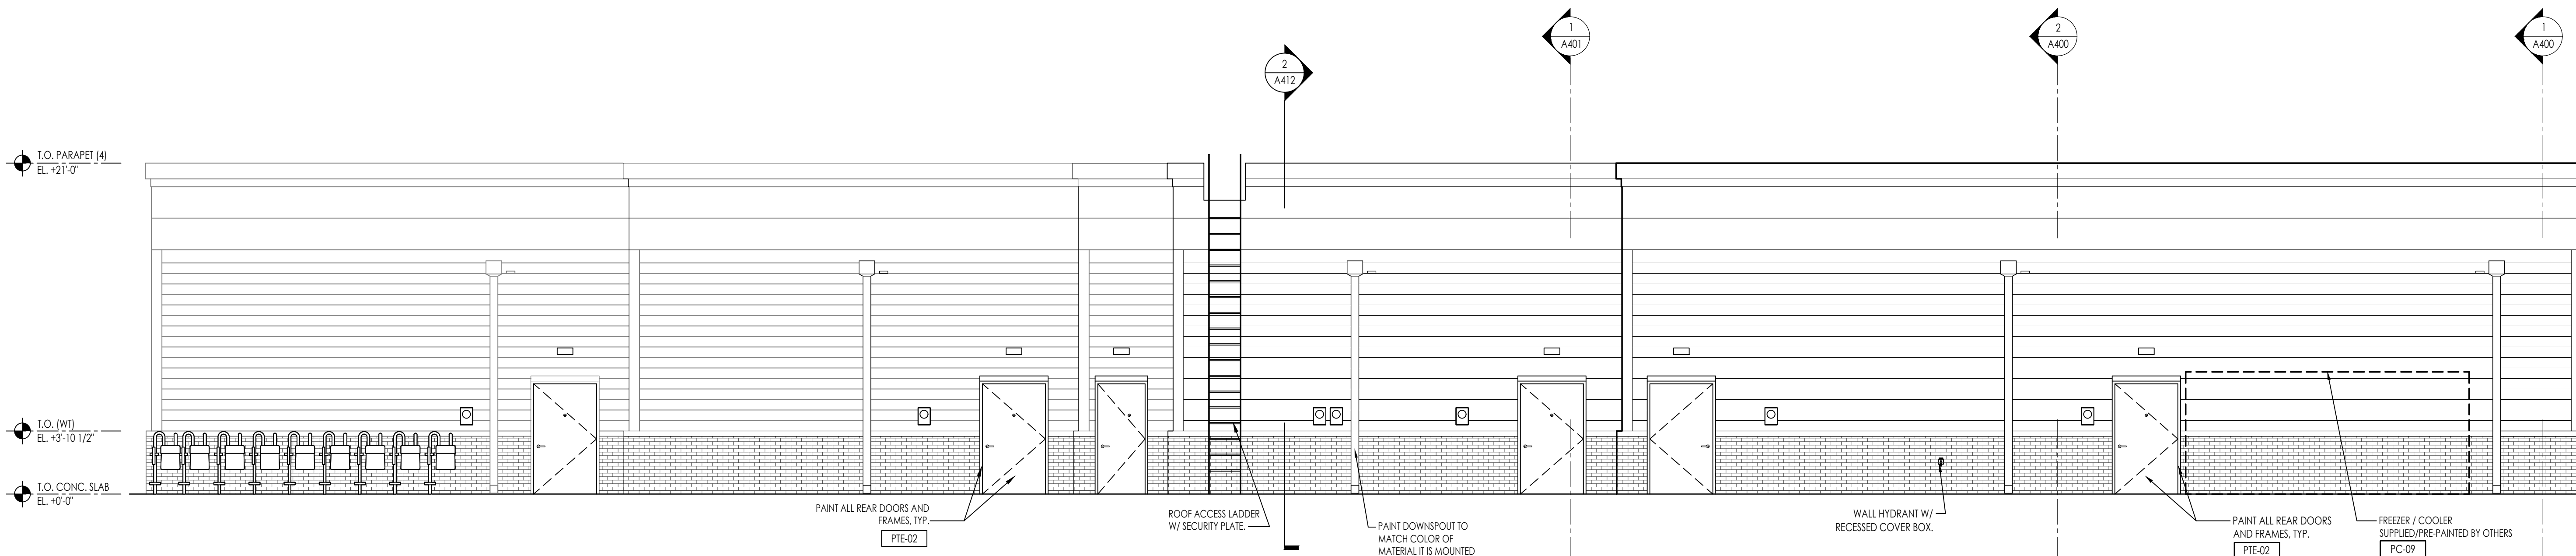 1
A401
2
A400
1
A400
2
A412
T.O. PARAPET (4)
EL. +21'-0"
T.O. (WT)
EL. +3'-10 1/2"
T.O. CONC. SLAB
EL. +0'-0"
PAINT ALL REAR DOORS AND
FRAMES, TYP.
PTE-02
ROOF ACCESS LADDER
W/ SECURITY PLATE.
PAINT DOWNSPOUT TO
MATCH COLOR OF
MATERIAL IT IS MOUNTED
WALL HYDRANT W/
RECESSED COVER BOX.
PAINT ALL REAR DOORS
AND FRAMES, TYP.
PTE-02
FREEZER / COOLER
SUPPLIED/PRE-PAINTED BY OTHERS
PC-09